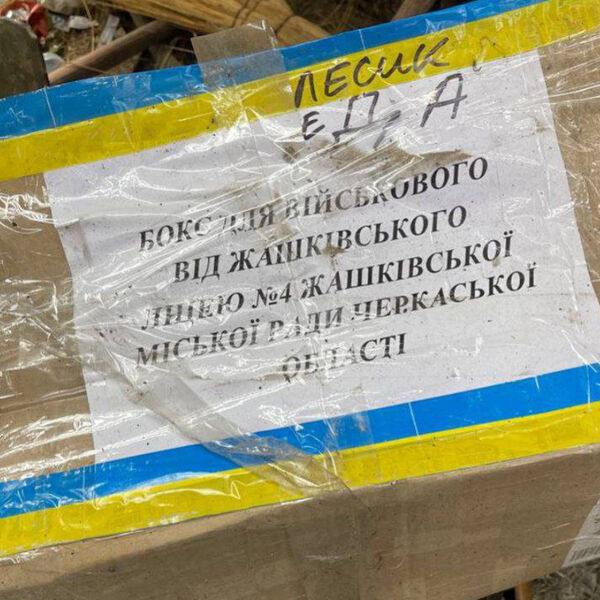 ЛЕСИК
еДА
БОКС ДЛЯ ВІЙСЬКОВОГО
ВІД ЖАШКІВСЬКОГО
ЛІЦЕЮ №4 ЖАШКІВСЬКОЇ
МІСЬКОЇ РАДИ ЧЕРКАСЬКОЇ
ОБЛАСТІ